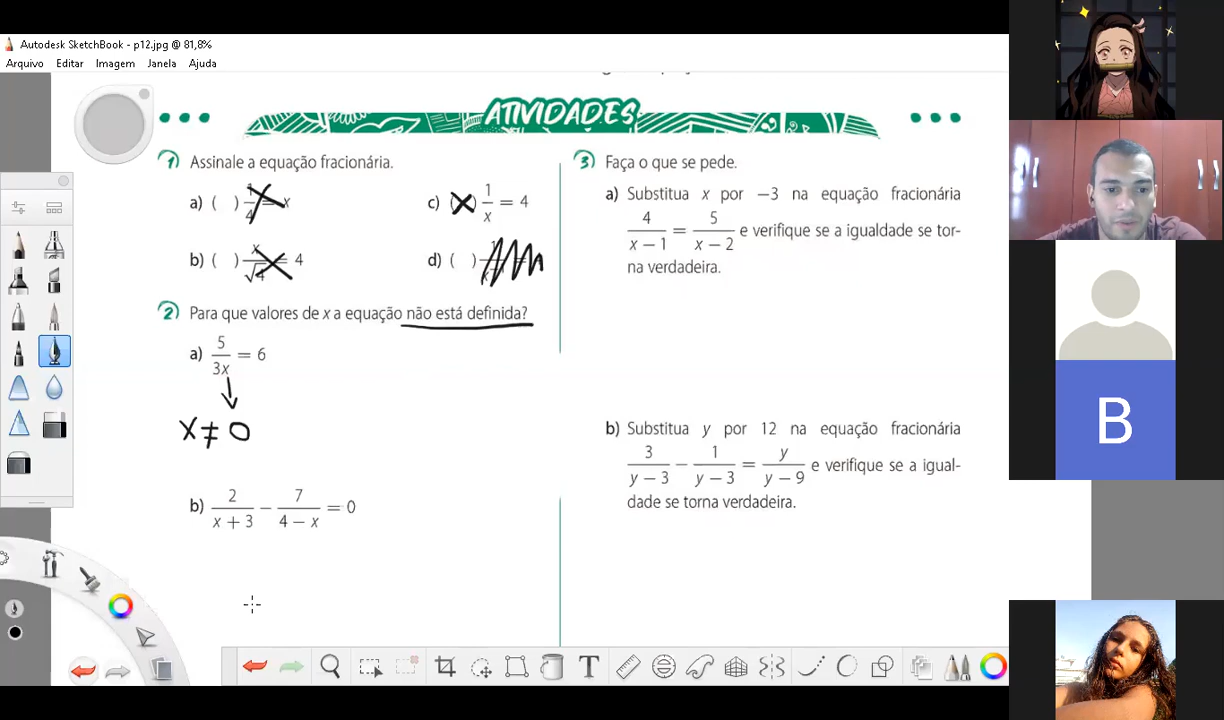 Autodesk SketchBook - p12.jpg @ 81,8%
Arquivo Editar Imagem Janela Ajuda
ATIVIDADES
1 Assinale a equação fracionária.
a) ( ) 1/4 = x
c) (x) 1/x = 4
b) ( ) x/√4 = 4
d) ( )
2 Para que valores de x a equação não está definida?
a) 5/3x = 6
x ≠ 0
b) 2/(x + 3) − 7/(4 − x) = 0
3 Faça o que se pede.
a) Substitua x por −3 na equação fracionária
4/(x − 1) = 5/(x − 2) e verifique se a igualdade se tor-
na verdadeira.
b) Substitua y por 12 na equação fracionária
3/(y − 3) − 1/(y − 3) = y/(y − 9) e verifique se a igual-
dade se torna verdadeira.
T
B